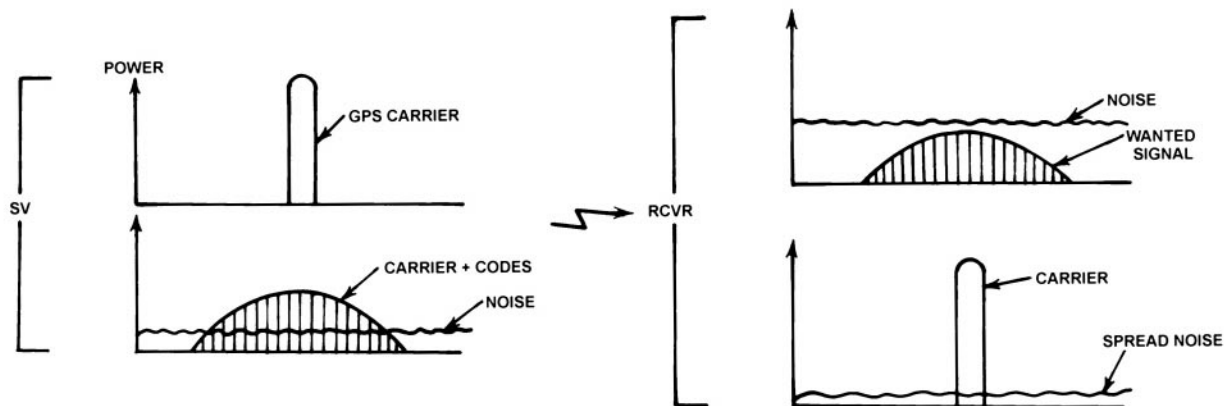 POWER
GPS CARRIER
SV
CARRIER + CODES
NOISE
RCVR
NOISE
WANTED
SIGNAL
CARRIER
SPREAD NOISE